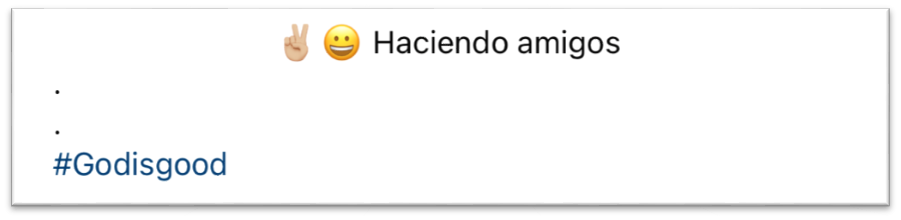 ✌🏼😀 Haciendo amigos
.
.
#Godisgood